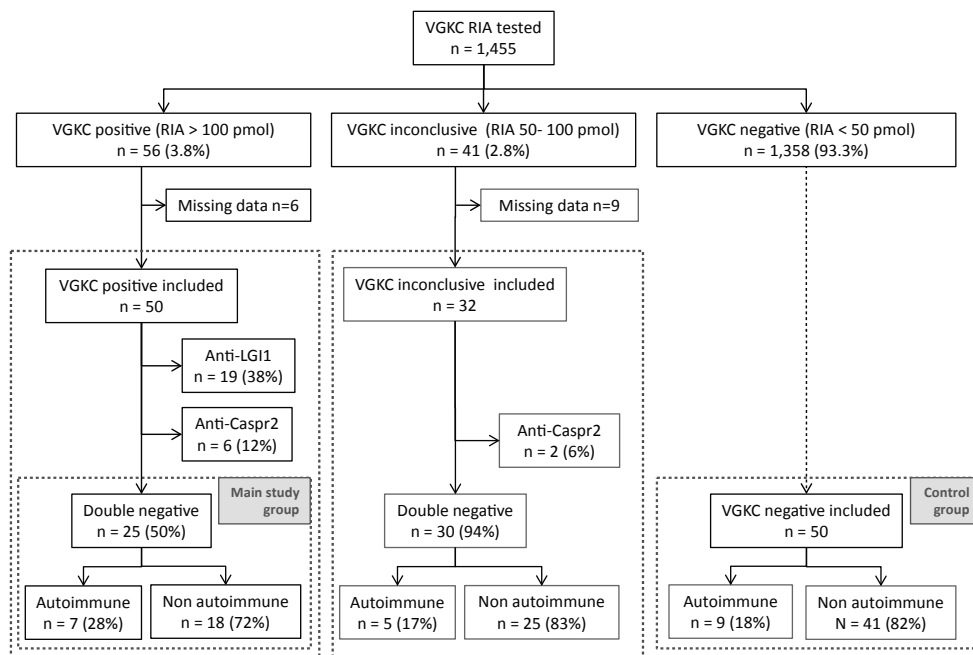 VGKC RIA tested
n = 1,455
VGKC positive (RIA > 100 pmol)
n = 56 (3.8%)
VGKC inconclusive (RIA 50- 100 pmol)
n = 41 (2.8%)
VGKC negative (RIA < 50 pmol)
n = 1,358 (93.3%)
Missing data n=6
Missing data n=9
VGKC positive included
n = 50
VGKC inconclusive included
n = 32
Anti-LGI1
n = 19 (38%)
Anti-Caspr2
n = 6 (12%)
Anti-Caspr2
n = 2 (6%)
Main study
group
Control
group
Double negative
n = 25 (50%)
Double negative
n = 30 (94%)
VGKC negative included
n = 50
Autoimmune
n = 7 (28%)
Non autoimmune
n = 18 (72%)
Autoimmune
n = 5 (17%)
Non autoimmune
n = 25 (83%)
Autoimmune
n = 9 (18%)
Non autoimmune
N = 41 (82%)